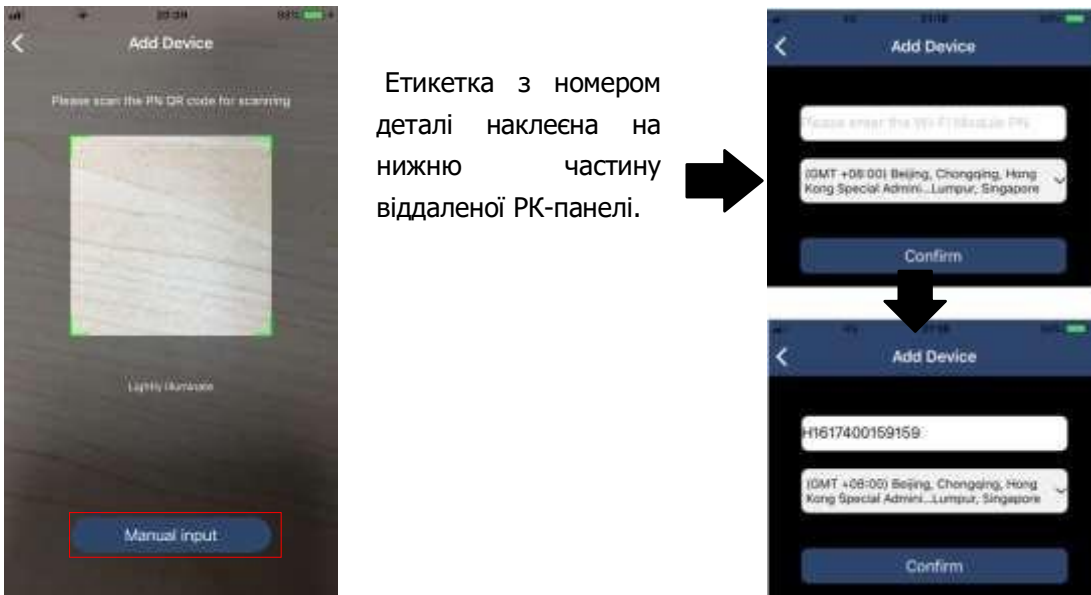 Add Device
Please scan the PN QR code for scanning
Lightly illuminate
Manual input
Етикетка з номером
деталі наклеєна на
нижню частину
віддаленої РК-панелі.
Add Device
Please enter the Wi-Fi Module PN
(GMT +08:00) Beijing, Chongqing, Hong
Kong Special Admini...Lumpur, Singapore
Confirm
Add Device
H1617400159159
(GMT +08:00) Beijing, Chongqing, Hong
Kong Special Admini...Lumpur, Singapore
Confirm